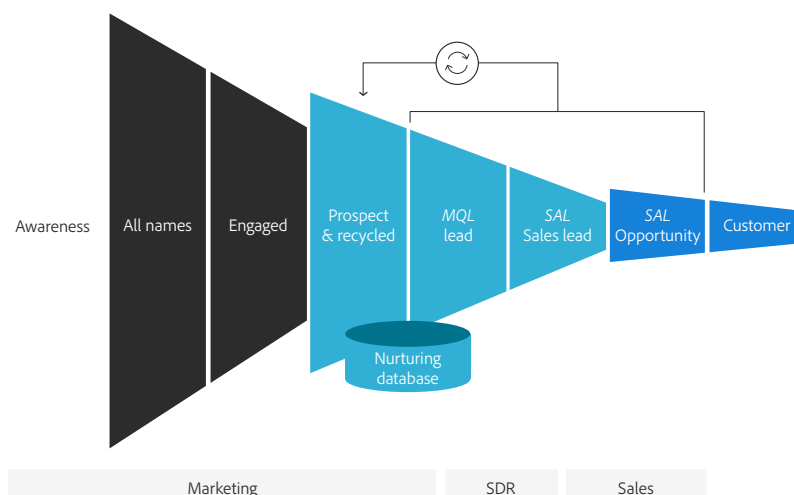 Awareness
All names
Engaged
Prospect
& recycled
MQL
lead
SAL
Sales lead
SAL
Opportunity
Customer
Nurturing
database
Marketing
SDR
Sales